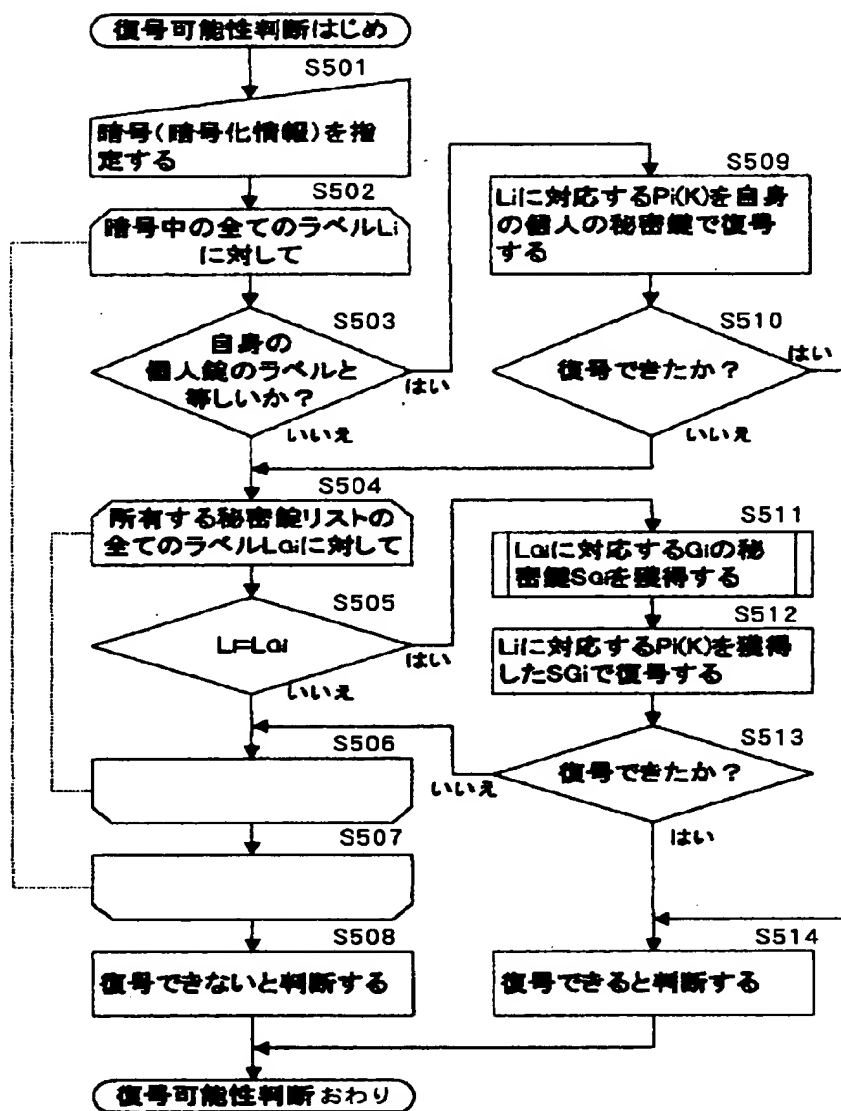 復号可能性判断はじめ
S501
暗号(暗号化情報)を指
定する
S502
暗号中の全てのラベルLi
に対して
S503
自身の
個人錠のラベルと
等しいか？
はい
いいえ
S509
Liに対応するPi(K)を自身
の個人の秘密鍵で復号
する
S510
復号できたか？
はい
いいえ
S504
所有する秘密錠リストの
全てのラベルLGiに対して
S505
Li=LGi
はい
いいえ
S511
LGiに対応するGiの秘
密鍵SGiを獲得する
S512
Liに対応するPi(K)を獲得
したSGiで復号する
S513
復号できたか？
いいえ
はい
S506
S507
S508
復号できないと判断する
S514
復号できると判断する
復号可能性判断おわり